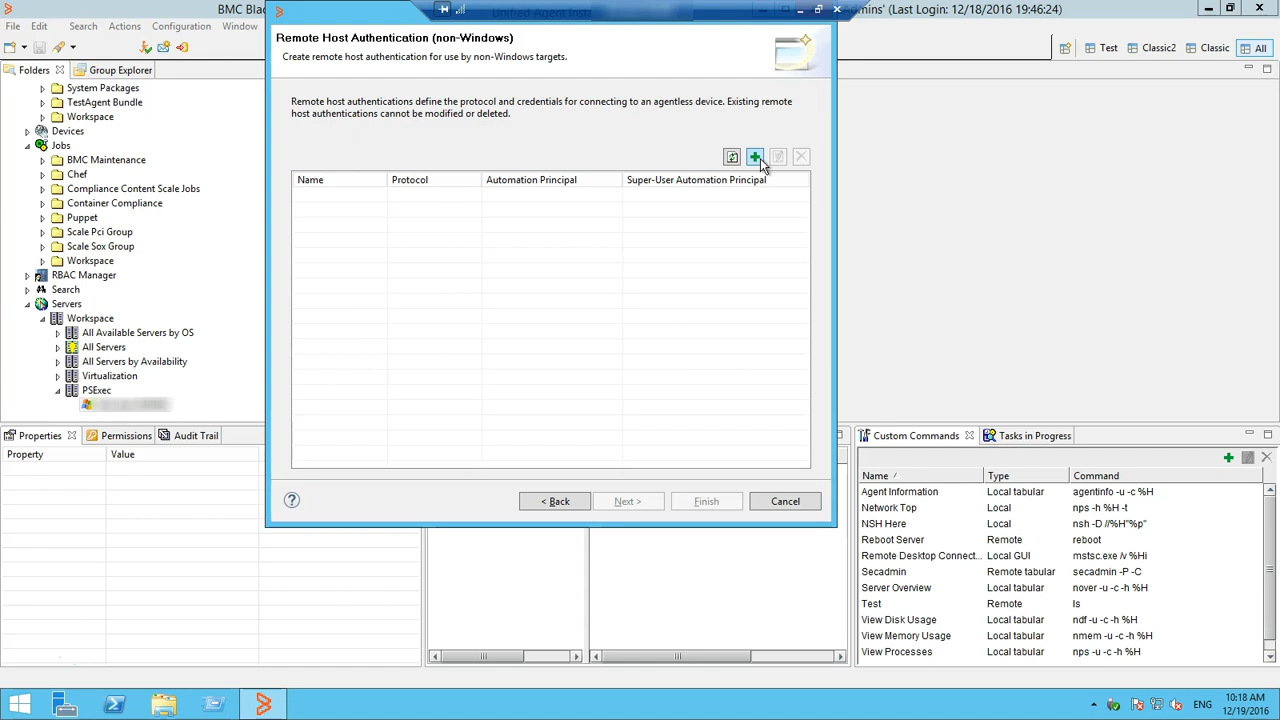 BMC Bla
Unified Agent Insta
Admins' (Last Login: 12/18/2016 19:46:24)
File Edit Search Actions Configuration Window
Test Classic2 Classic All
Folders Group Explorer
System Packages
TestAgent Bundle
Workspace
Devices
Jobs
BMC Maintenance
Chef
Compliance Content Scale Jobs
Container Compliance
Puppet
Scale Pci Group
Scale Sox Group
Workspace
RBAC Manager
Search
Servers
Workspace
All Available Servers by OS
All Servers
All Servers by Availability
Virtualization
PSExec
Remote Host Authentication (non-Windows)
Create remote host authentication for use by non-Windows targets.
Remote host authentications define the protocol and credentials for connecting to an agentless device. Existing remote
host authentications cannot be modified or deleted.
Name Protocol Automation Principal Super-User Automation Principal
< Back Next > Finish Cancel
Properties Permissions Audit Trail
Property Value
Custom Commands Tasks in Progress
Name Type Command
Agent Information Local tabular agentinfo -u -c %H
Network Top Local nps -h %H -t
NSH Here Local nsh -D //%H"%p"
Reboot Server Remote reboot
Remote Desktop Connect... Local GUI mstsc.exe /v %Hi
Secadmin Remote tabular secadmin -P -C
Server Overview Local tabular nover -u -c -h %H
Test Remote ls
View Disk Usage Local tabular ndf -u -c -h %H
View Memory Usage Local tabular nmem -u -c -h %H
View Processes Local tabular nps -u -c -h %H
ENG
10:18 AM
12/19/2016